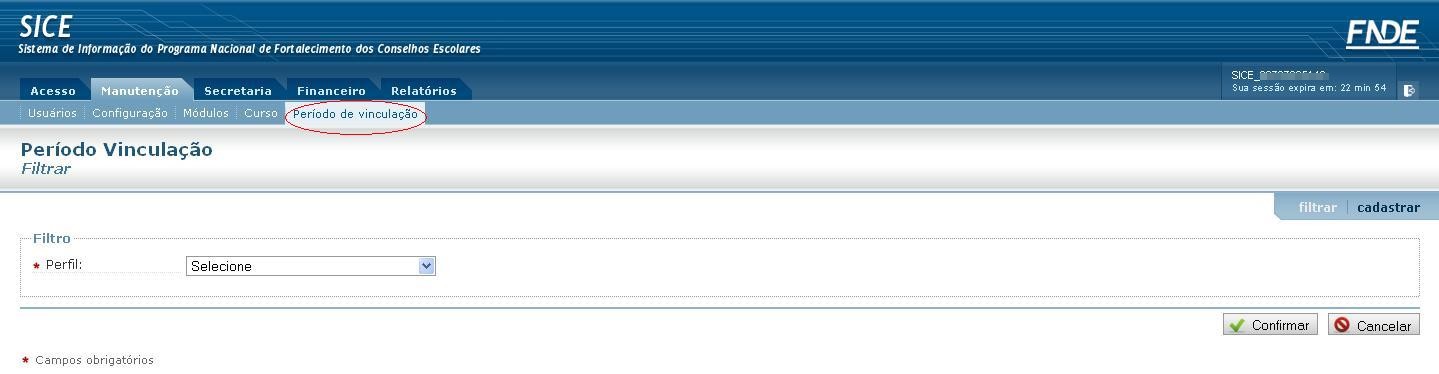 SICE
Sistema de Informação do Programa Nacional de Fortalecimento dos Conselhos Escolares
FNDE
Acesso Manutenção Secretaria Financeiro Relatórios
SICE_
Sua sessão expira em: 22 min 54
Usuários Configuração Módulos Curso Período de vinculação
Período Vinculação
Filtrar
filtrar cadastrar
Filtro
* Perfil: Selecione
Confirmar Cancelar
* Campos obrigatórios